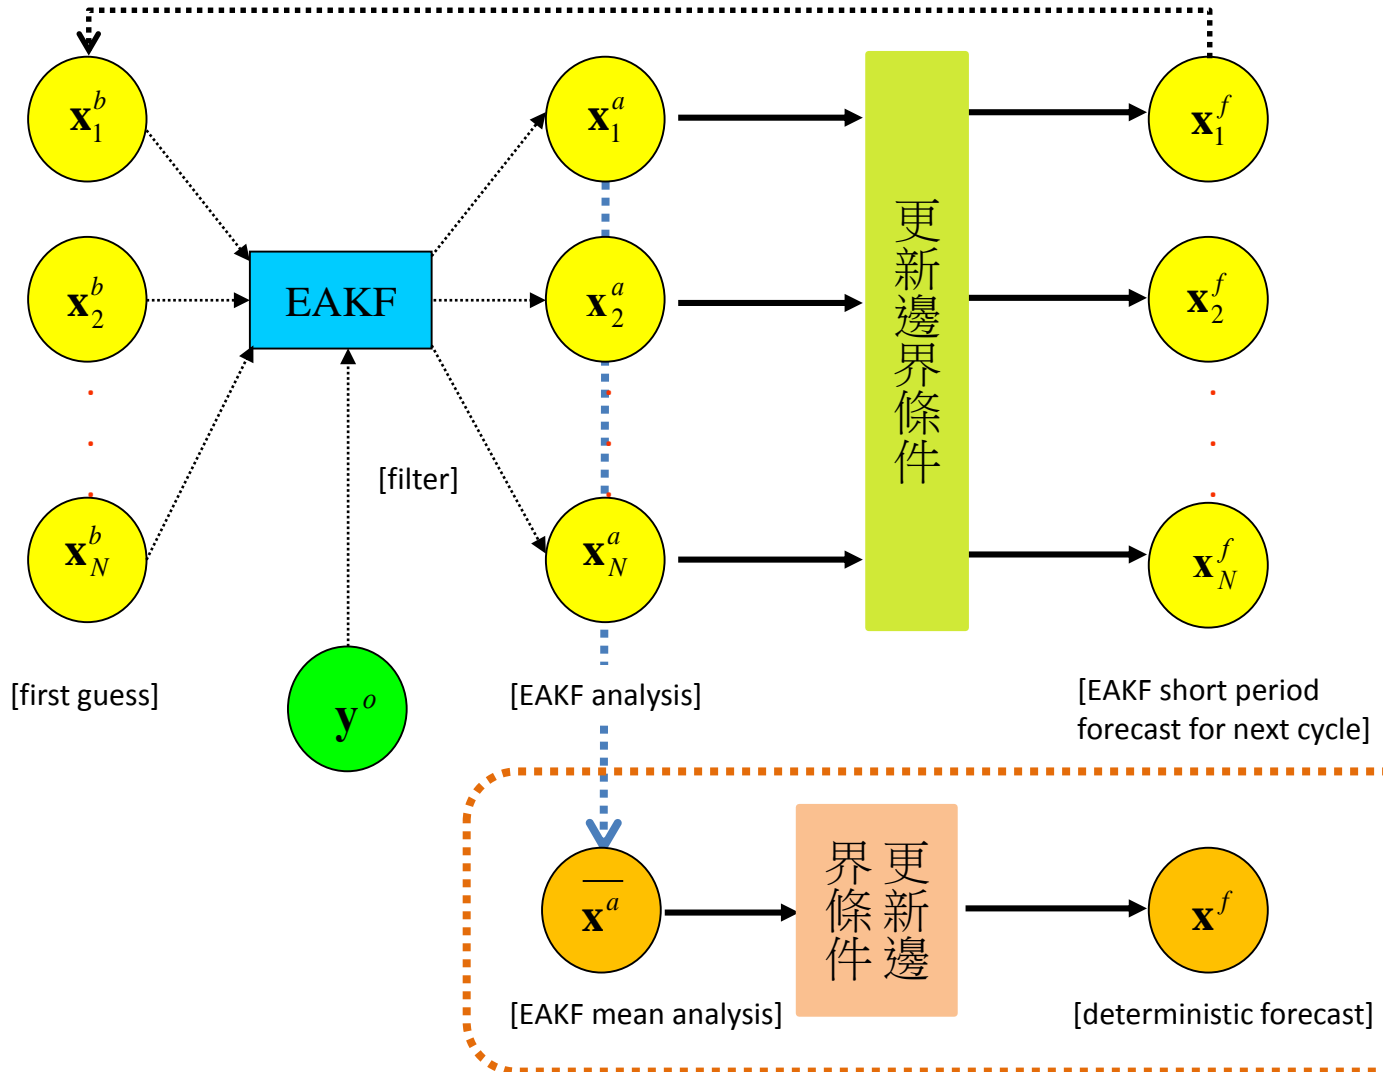 x₁ᵇ
x₂ᵇ
x_Nᵇ
[first guess]
EAKF
[filter]
yᵒ
x₁ᵃ
x₂ᵃ
x_Nᵃ
[EAKF analysis]
更新邊界條件
x₁ᶠ
x₂ᶠ
x_Nᶠ
[EAKF short period
forecast for next cycle]
x̅ᵃ
[EAKF mean analysis]
更新邊
界條件
xᶠ
[deterministic forecast]